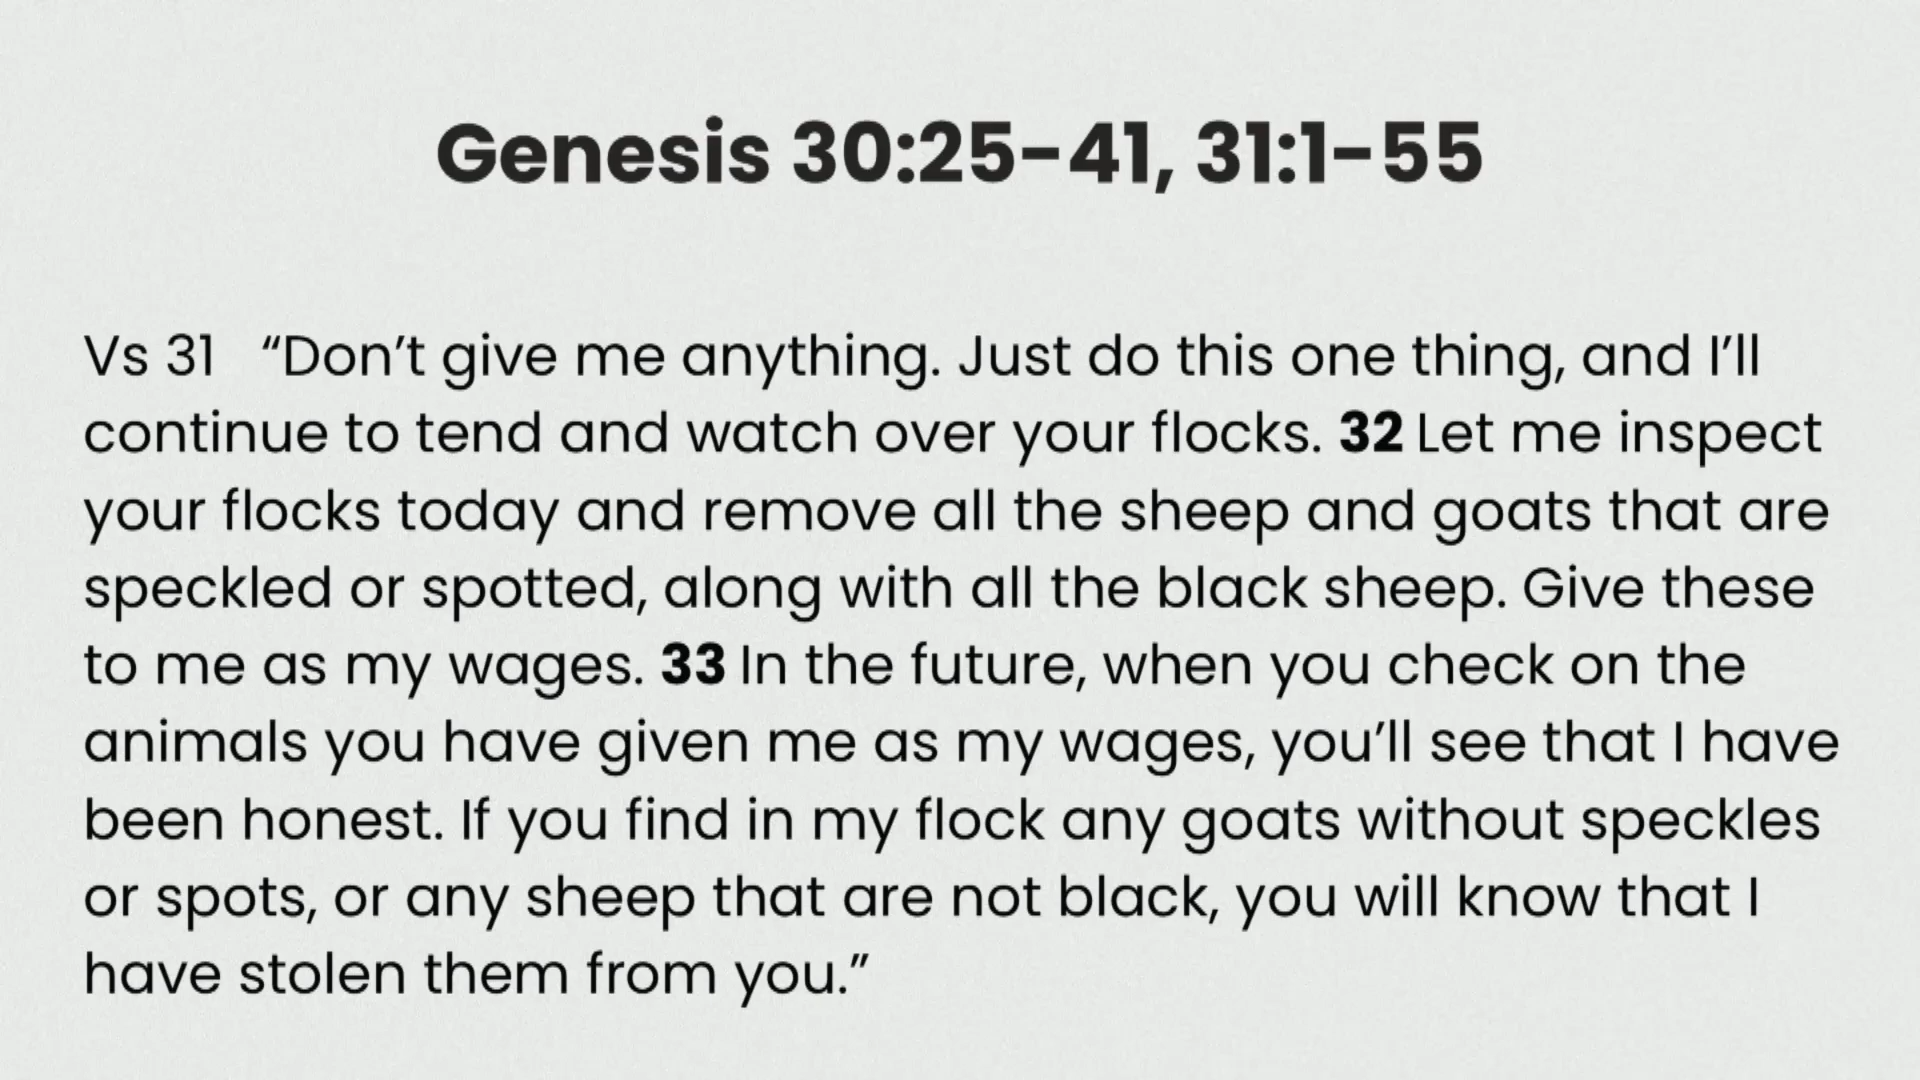 Genesis 30:25–41, 31:1–55
Vs 31 “Don’t give me anything. Just do this one thing, and I’ll
continue to tend and watch over your flocks. 32 Let me inspect
your flocks today and remove all the sheep and goats that are
speckled or spotted, along with all the black sheep. Give these
to me as my wages. 33 In the future, when you check on the
animals you have given me as my wages, you’ll see that I have
been honest. If you find in my flock any goats without speckles
or spots, or any sheep that are not black, you will know that I
have stolen them from you.”